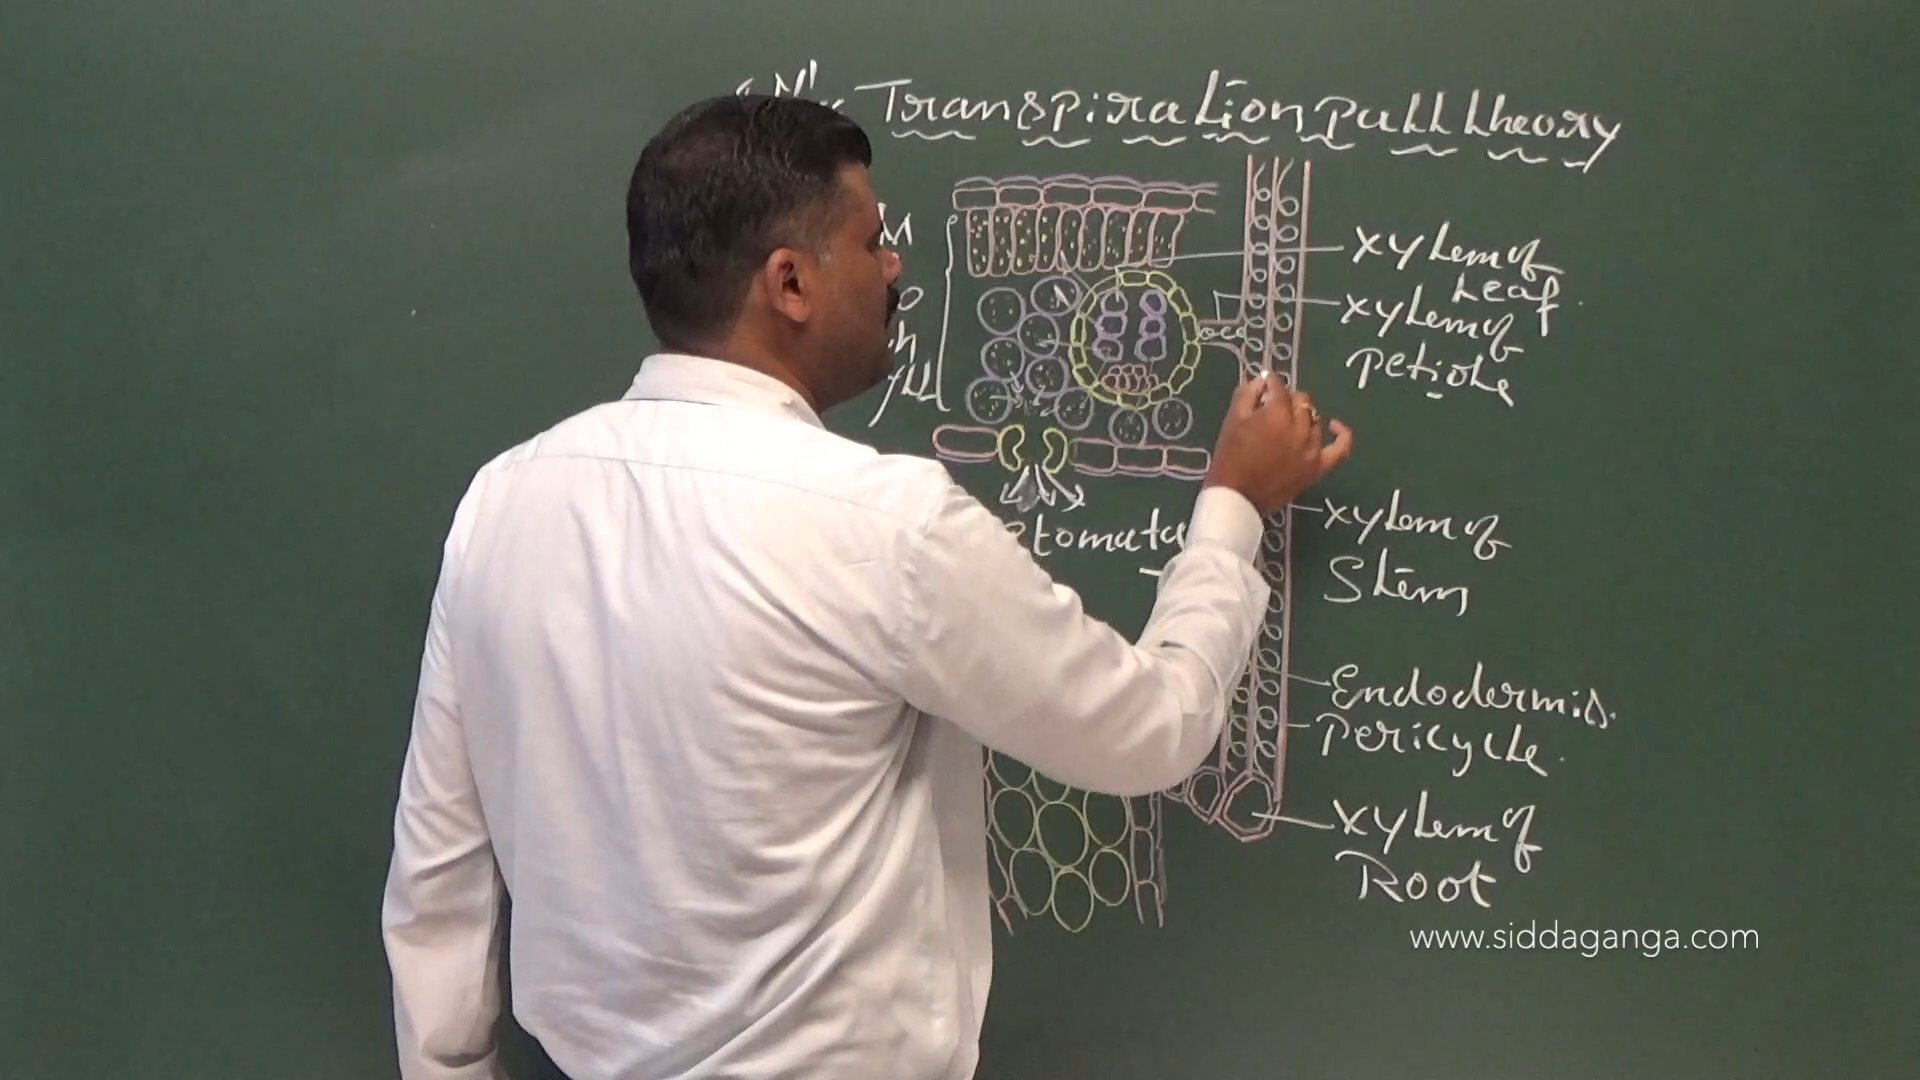 Transpiration pull theory
xylem of
Leaf.
xylem of
petiole
stomata
xylem of
Stem
Endodermis.
Pericycle.
xylem of
Root
www.siddaganga.com